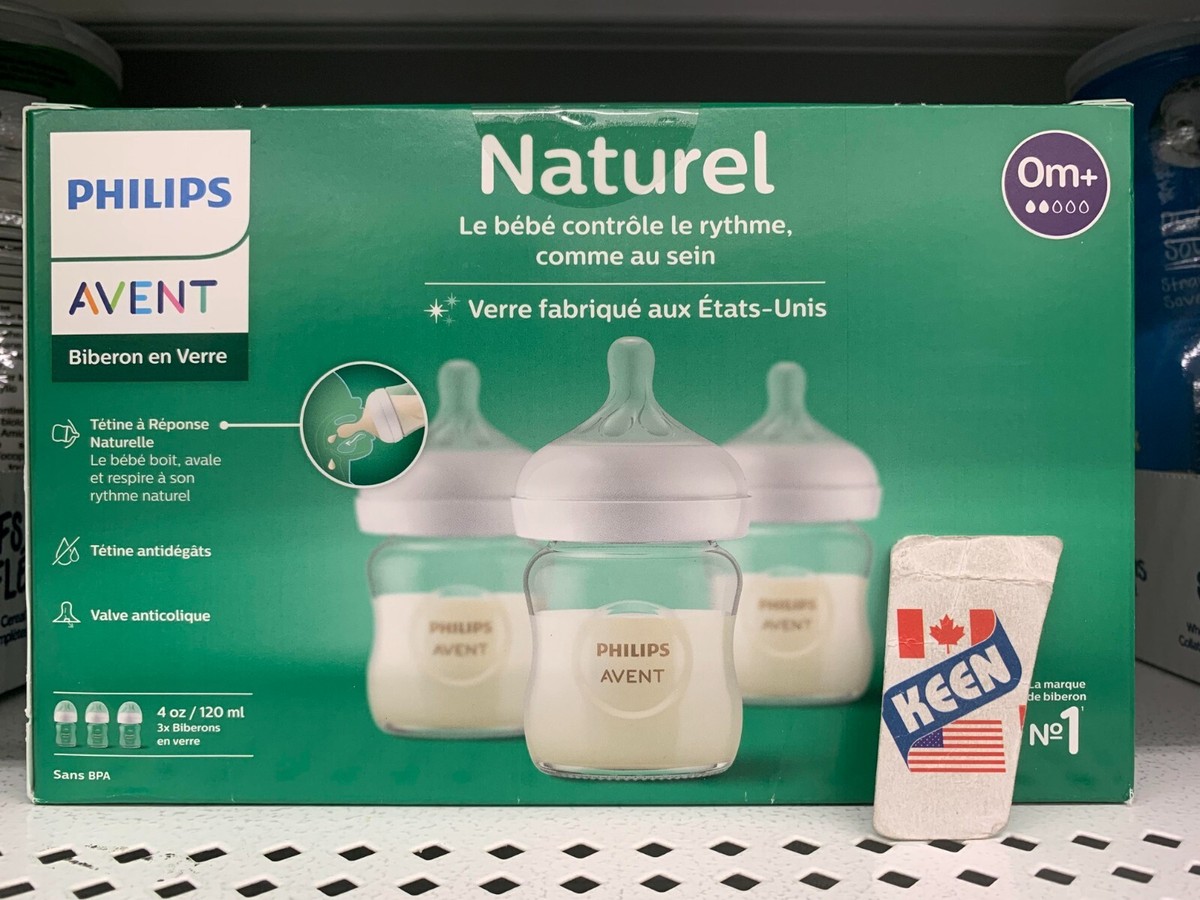 PHILIPS
AVENT
Biberon en Verre
Naturel
Le bébé contrôle le rythme,
comme au sein
Verre fabriqué aux États-Unis
0m+
Tétine à Réponse
Naturelle
Le bébé boit, avale
et respire à son
rythme naturel
Tétine antidégâts
Valve anticolique
4 oz / 120 ml
3x Biberons
en verre
Sans BPA
PHILIPS
AVENT
PHILIPS
AVENT
PHILIPS
AVENT
KEEN
La marque
de biberon
Nº1¹